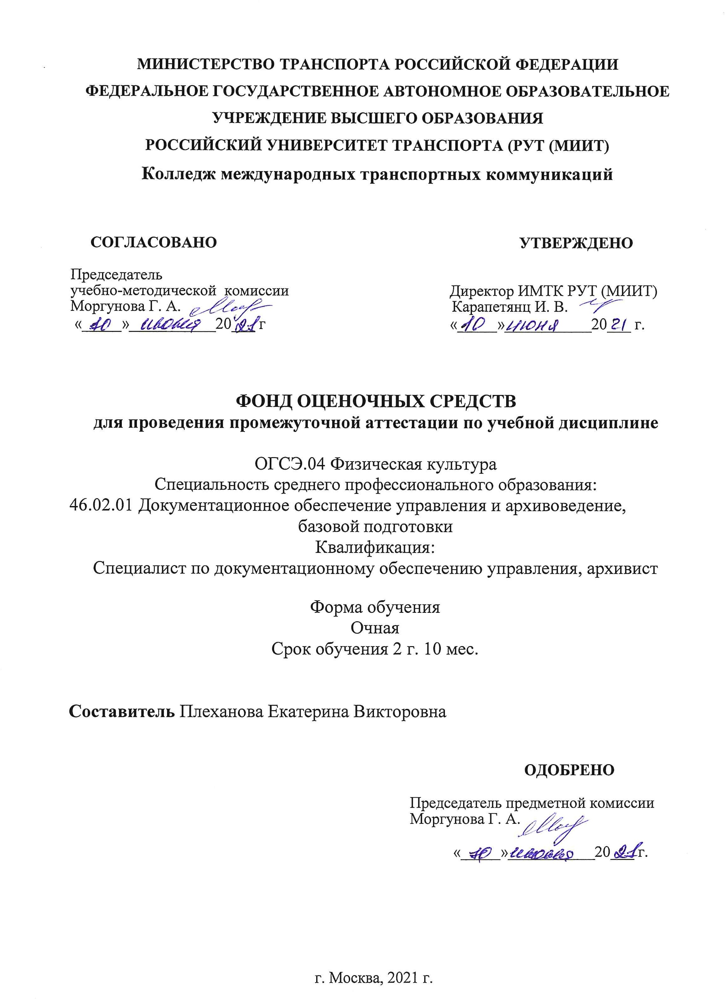 МИНИСТЕРСТВО ТРАНСПОРТА РОССИЙСКОЙ ФЕДЕРАЦИИ
ФЕДЕРАЛЬНОЕ ГОСУДАРСТВЕННОЕ АВТОНОМНОЕ ОБРАЗОВАТЕЛЬНОЕ
УЧРЕЖДЕНИЕ ВЫСШЕГО ОБРАЗОВАНИЯ
РОССИЙСКИЙ УНИВЕРСИТЕТ ТРАНСПОРТА (РУТ (МИИТ)
Колледж международных транспортных коммуникаций
СОГЛАСОВАНО
Председатель
учебно-методической комиссии
Моргунова Г. А.
«10» июня 2021 г
УТВЕРЖДЕНО
Директор ИМТК РУТ (МИИТ)
Карапетянц И. В.
«10» июня 2021 г.
ФОНД ОЦЕНОЧНЫХ СРЕДСТВ
для проведения промежуточной аттестации по учебной дисциплине
ОГСЭ.04 Физическая культура
Специальность среднего профессионального образования:
46.02.01 Документационное обеспечение управления и архивоведение,
базовой подготовки
Квалификация:
Специалист по документационному обеспечению управления, архивист
Форма обучения
Очная
Срок обучения 2 г. 10 мес.
Составитель Плеханова Екатерина Викторовна
ОДОБРЕНО
Председатель предметной комиссии
Моргунова Г. А.
«10» июня 2021 г.
г. Москва, 2021 г.